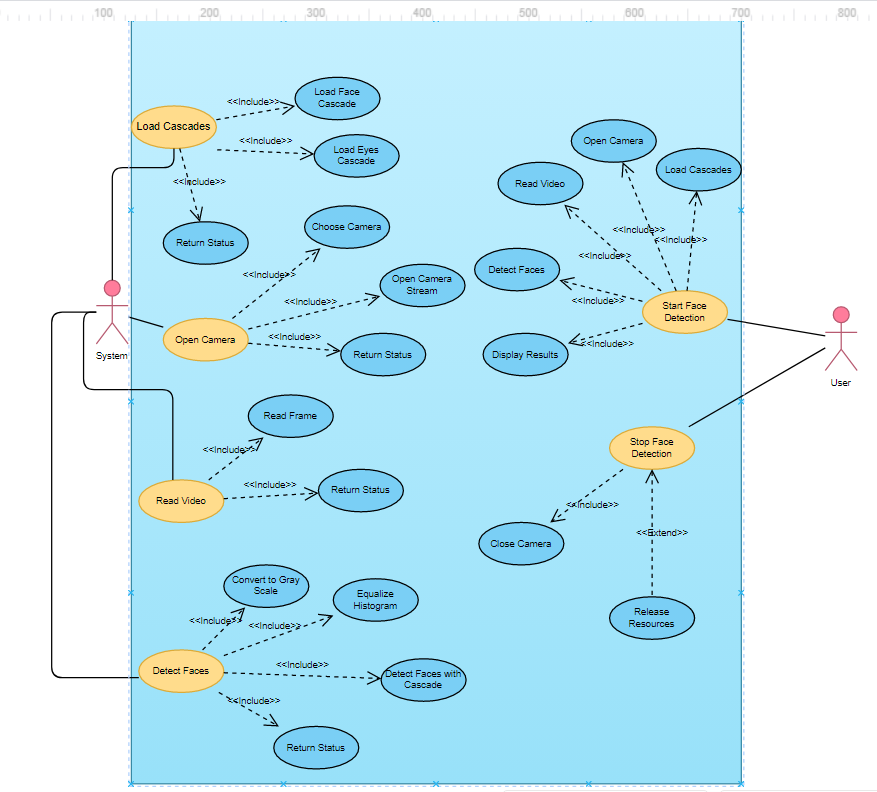 100 200 300 400 500 600 700 800
Load Face
Cascade
<<Include>>
Load Cascades
<<Include>>
Load Eyes
Cascade
<<Include>>
Return Status
Choose Camera
<<Include>>
Open Camera
Stream
<<Include>>
Open Camera
<<Include>>
Return Status
System
Read Frame
<<Include>>
Read Video
<<Include>>
Return Status
Convert to Gray
Scale
Equalize
Histogram
<<Include>>
<<Include>>
Detect Faces
<<Include>>
Detect Faces with
Cascade
<<Include>>
Return Status
Open Camera
Load Cascades
Read Video
<<Include>>
<<Include>>
<<Include>>
Detect Faces
<<Include>>
Start Face
Detection
Display Results
<<Include>>
User
Stop Face
Detection
<<Include>>
Close Camera
<<Extend>>
Release
Resources